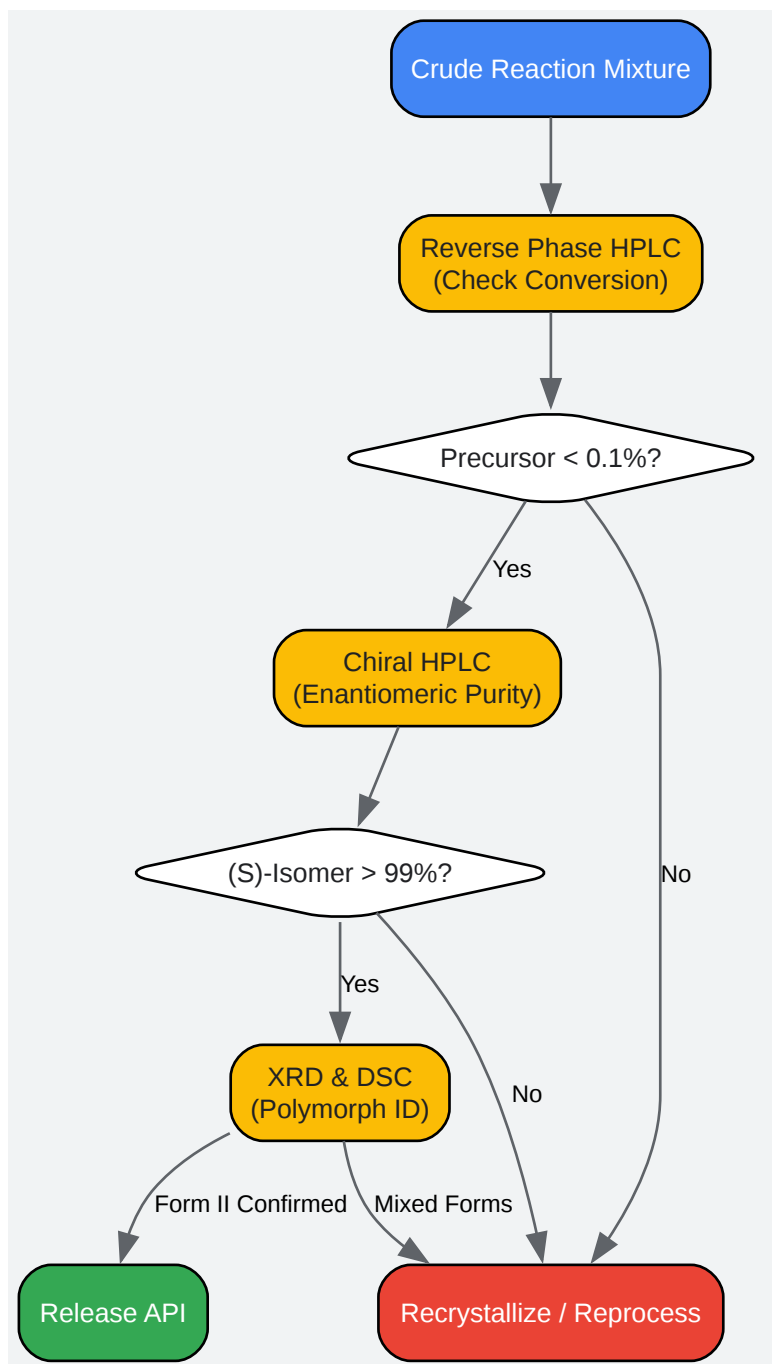 Crude Reaction Mixture
Reverse Phase HPLC
(Check Conversion)
Precursor < 0.1%?
Yes
Chiral HPLC
(Enantiomeric Purity)
(S)-Isomer > 99%?
No
Yes
XRD & DSC
(Polymorph ID)
No
Form II Confirmed
Mixed Forms
Release API
Recrystallize / Reprocess